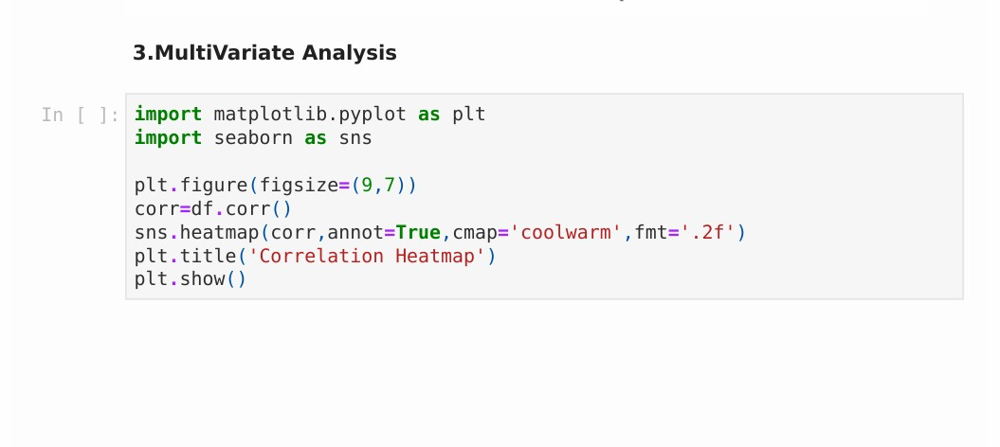 3.MultiVariate Analysis
In [ ]:
import matplotlib.pyplot as plt
import seaborn as sns
plt.figure(figsize=(9,7))
corr=df.corr()
sns.heatmap(corr,annot=True,cmap='coolwarm',fmt='.2f')
plt.title('Correlation Heatmap')
plt.show()